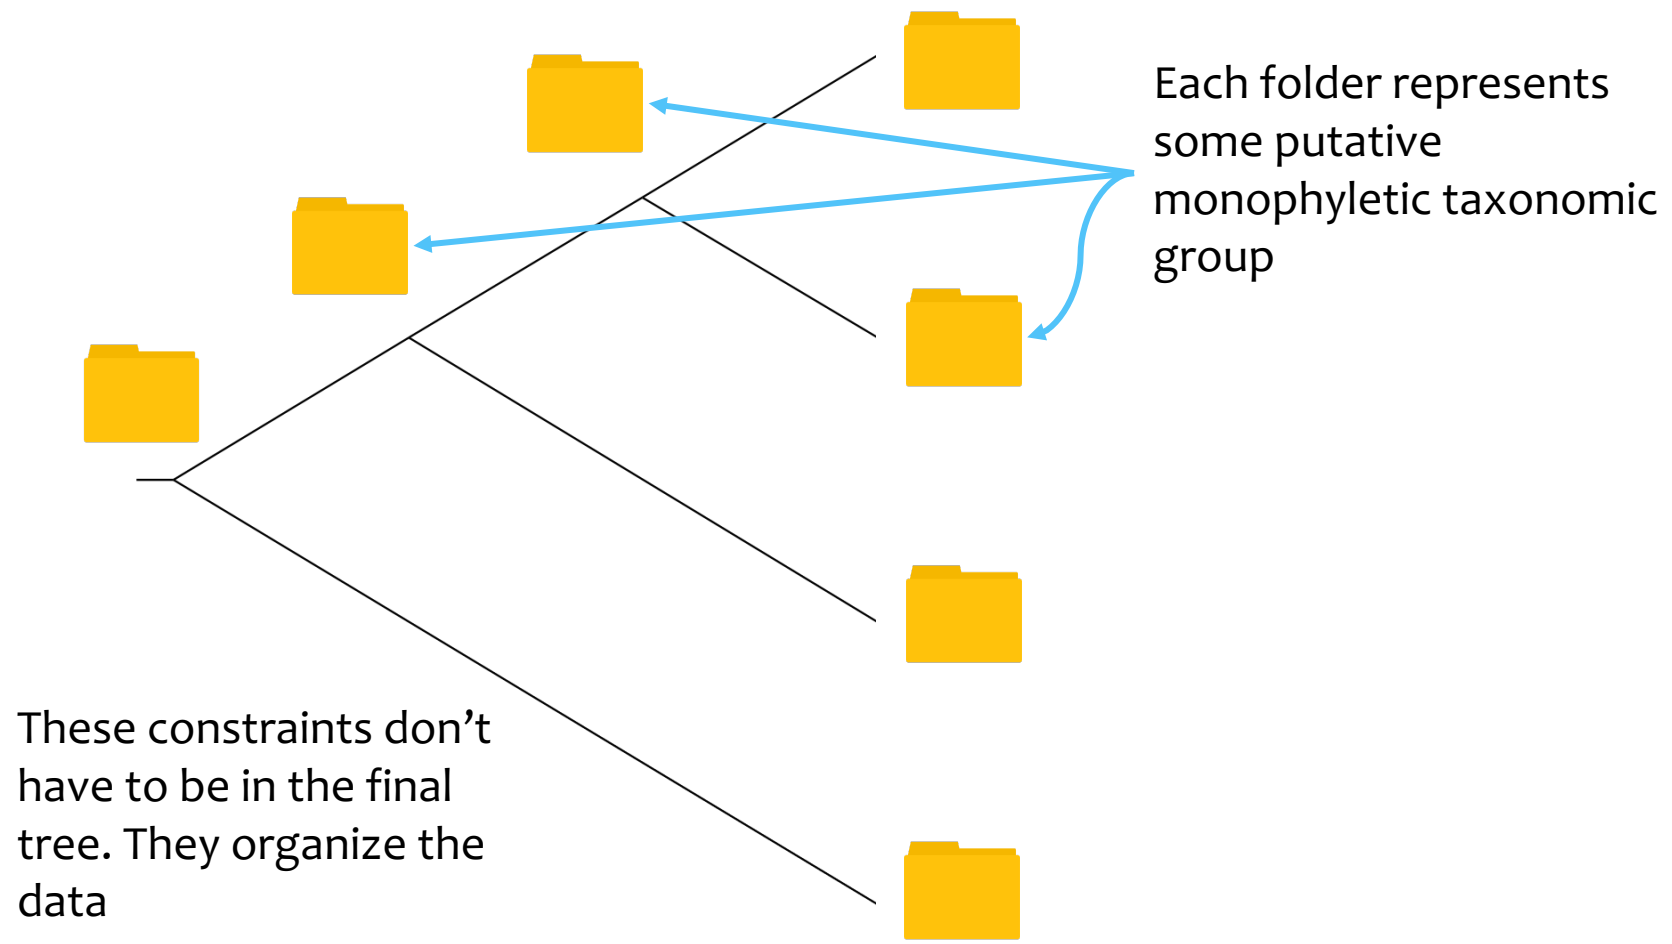 Each folder represents
some putative
monophyletic taxonomic
group
These constraints don’t
have to be in the final
tree. They organize the
data